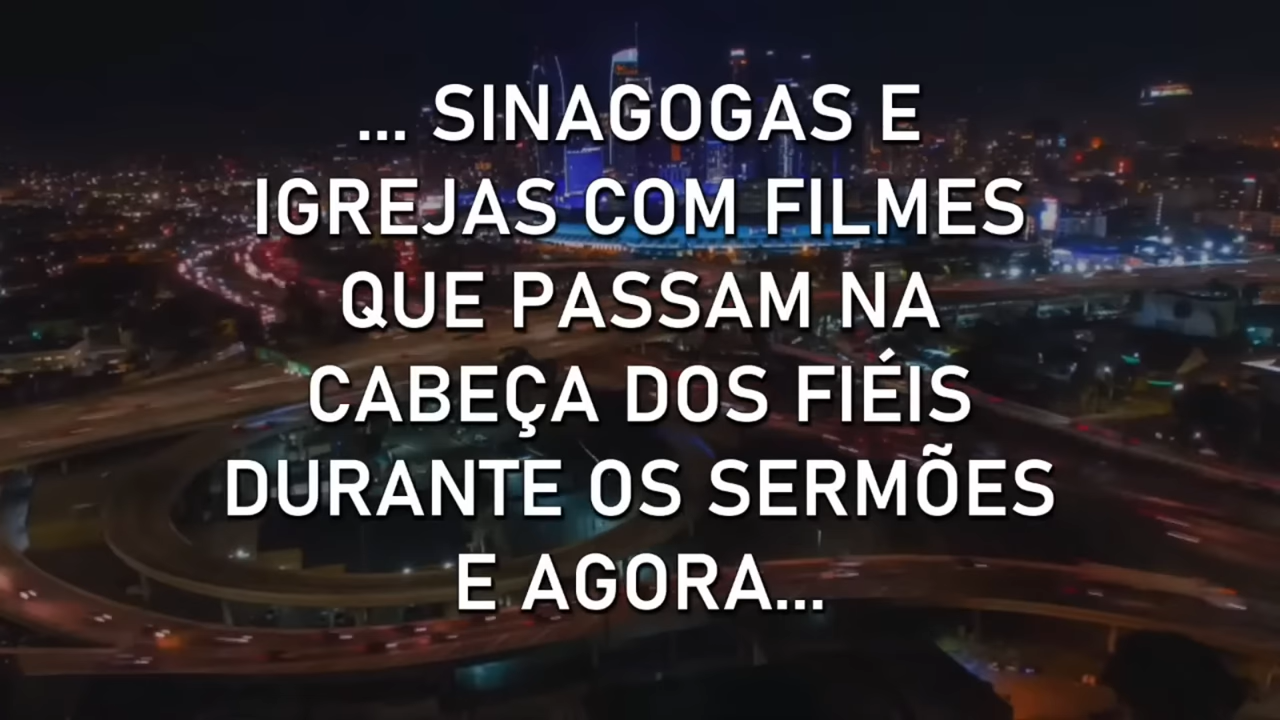 ... SINAGOGAS E
IGREJAS COM FILMES
QUE PASSAM NA
CABEÇA DOS FIÉIS
DURANTE OS SERMÕES
E AGORA...